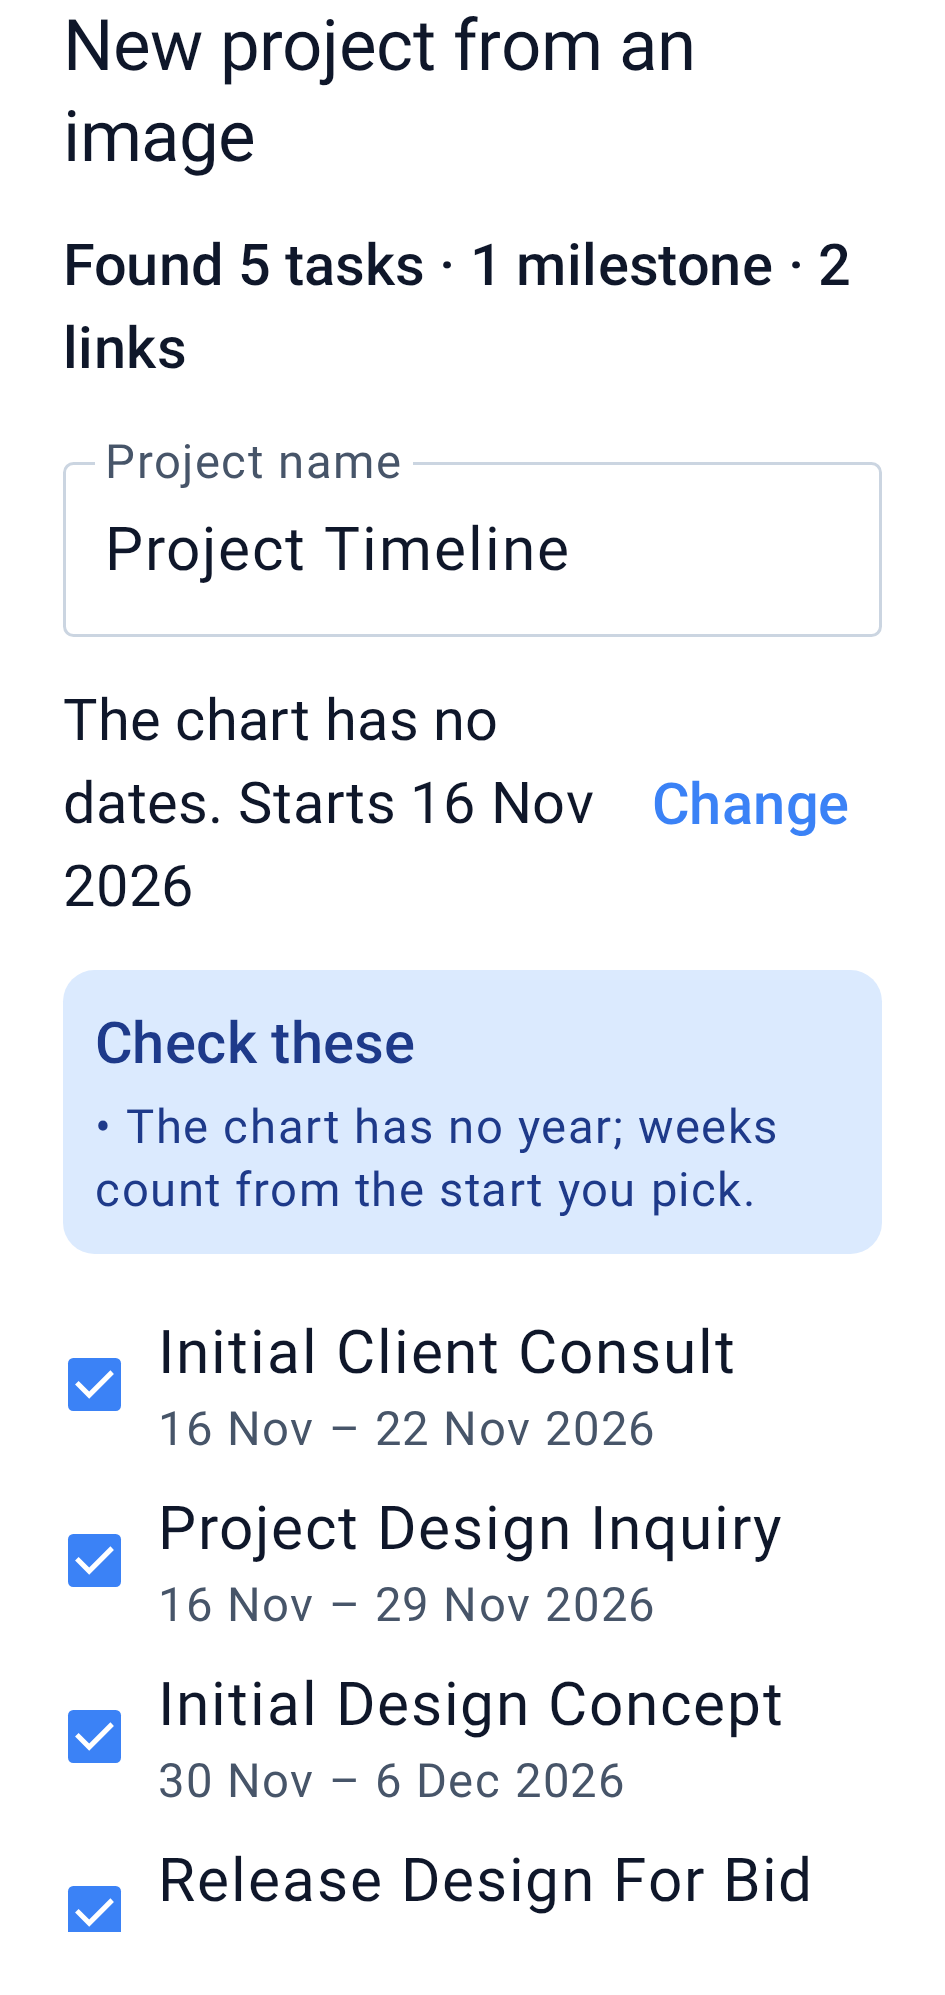 New project from an
image
Found 5 tasks · 1 milestone · 2
links
Project name
Project Timeline
The chart has no
dates. Starts 16 Nov
2026
Change
Check these
• The chart has no year; weeks
count from the start you pick.
Initial Client Consult
16 Nov – 22 Nov 2026
Project Design Inquiry
16 Nov – 29 Nov 2026
Initial Design Concept
30 Nov – 6 Dec 2026
Release Design For Bid